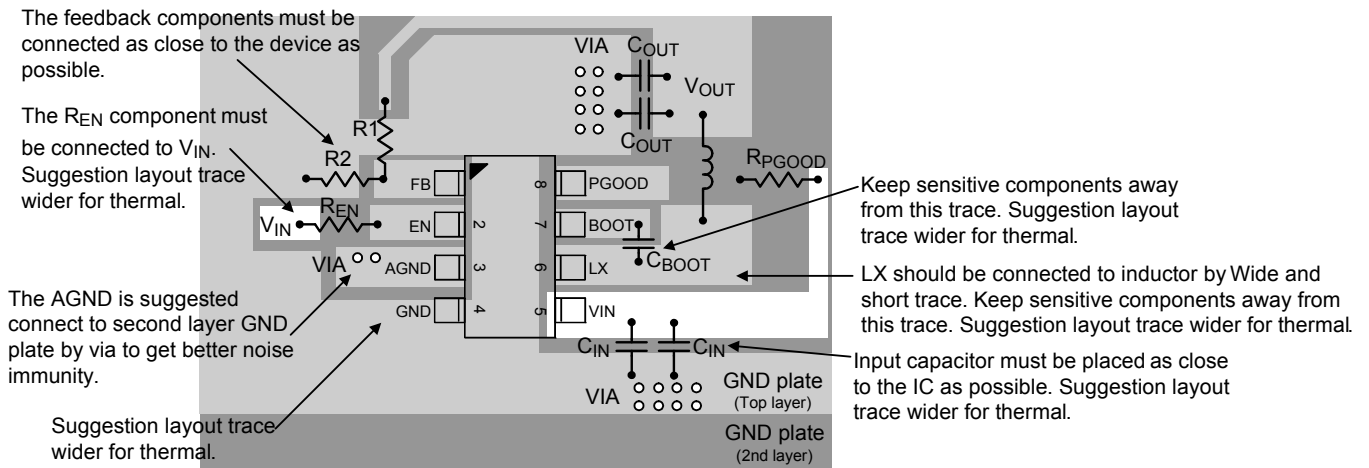 The feedback components must be
connected as close to the device as
possible.
The REN component must
be connected to VIN.
Suggestion layout trace
wider for thermal.
The AGND is suggested
connect to second layer GND
plate by via to get better noise
immunity.
Suggestion layout trace
wider for thermal.
VIA
COUT
COUT
VOUT
R1
R2
RPGOOD
REN
VIN
VIA
FB
EN
2
AGND
3
GND
4
8
PGOOD
7
BOOT
6
LX
5
VIN
CBOOT
CIN
CIN
VIA
GND plate
(Top layer)
GND plate
(2nd layer)
Keep sensitive components away
from this trace. Suggestion layout
trace wider for thermal.
LX should be connected to inductor by Wide and
short trace. Keep sensitive components away from
this trace. Suggestion layout trace wider for thermal.
Input capacitor must be placed as close
to the IC as possible. Suggestion layout
trace wider for thermal.